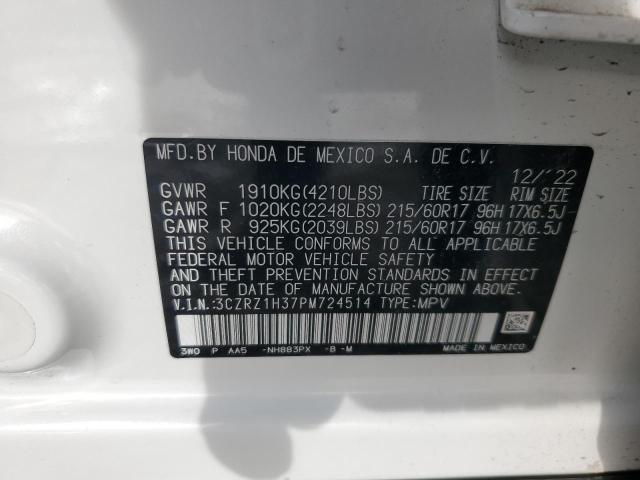 MFD.BY HONDA DE MEXICO S.A. DE C.V.
12/'22
GVWR 1910KG(4210LBS) TIRE SIZE RIM SIZE
GAWR F 1020KG(2248LBS) 215/60R17 96H 17X6.5J
GAWR R 925KG(2039LBS) 215/60R17 96H 17X6.5J
THIS VEHICLE CONFORMS TO ALL APPLICABLE
FEDERAL MOTOR VEHICLE SAFETY
AND THEFT PREVENTION STANDARDS IN EFFECT
ON THE DATE OF MANUFACTURE SHOWN ABOVE.
V.I.N:3CZRZ1H37PM724514 TYPE:MPV
3W0 P AA5 -NH883PX -B -M MADE IN MEXICO